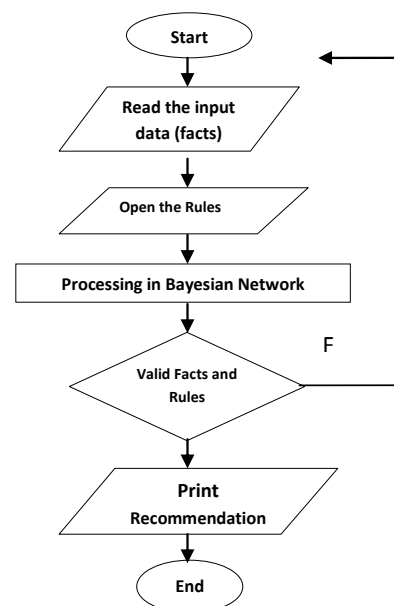 Start
Read the input
data (facts)
Open the Rules
Processing in Bayesian Network
F
Valid Facts and
Rules
Print
Recommendation
End